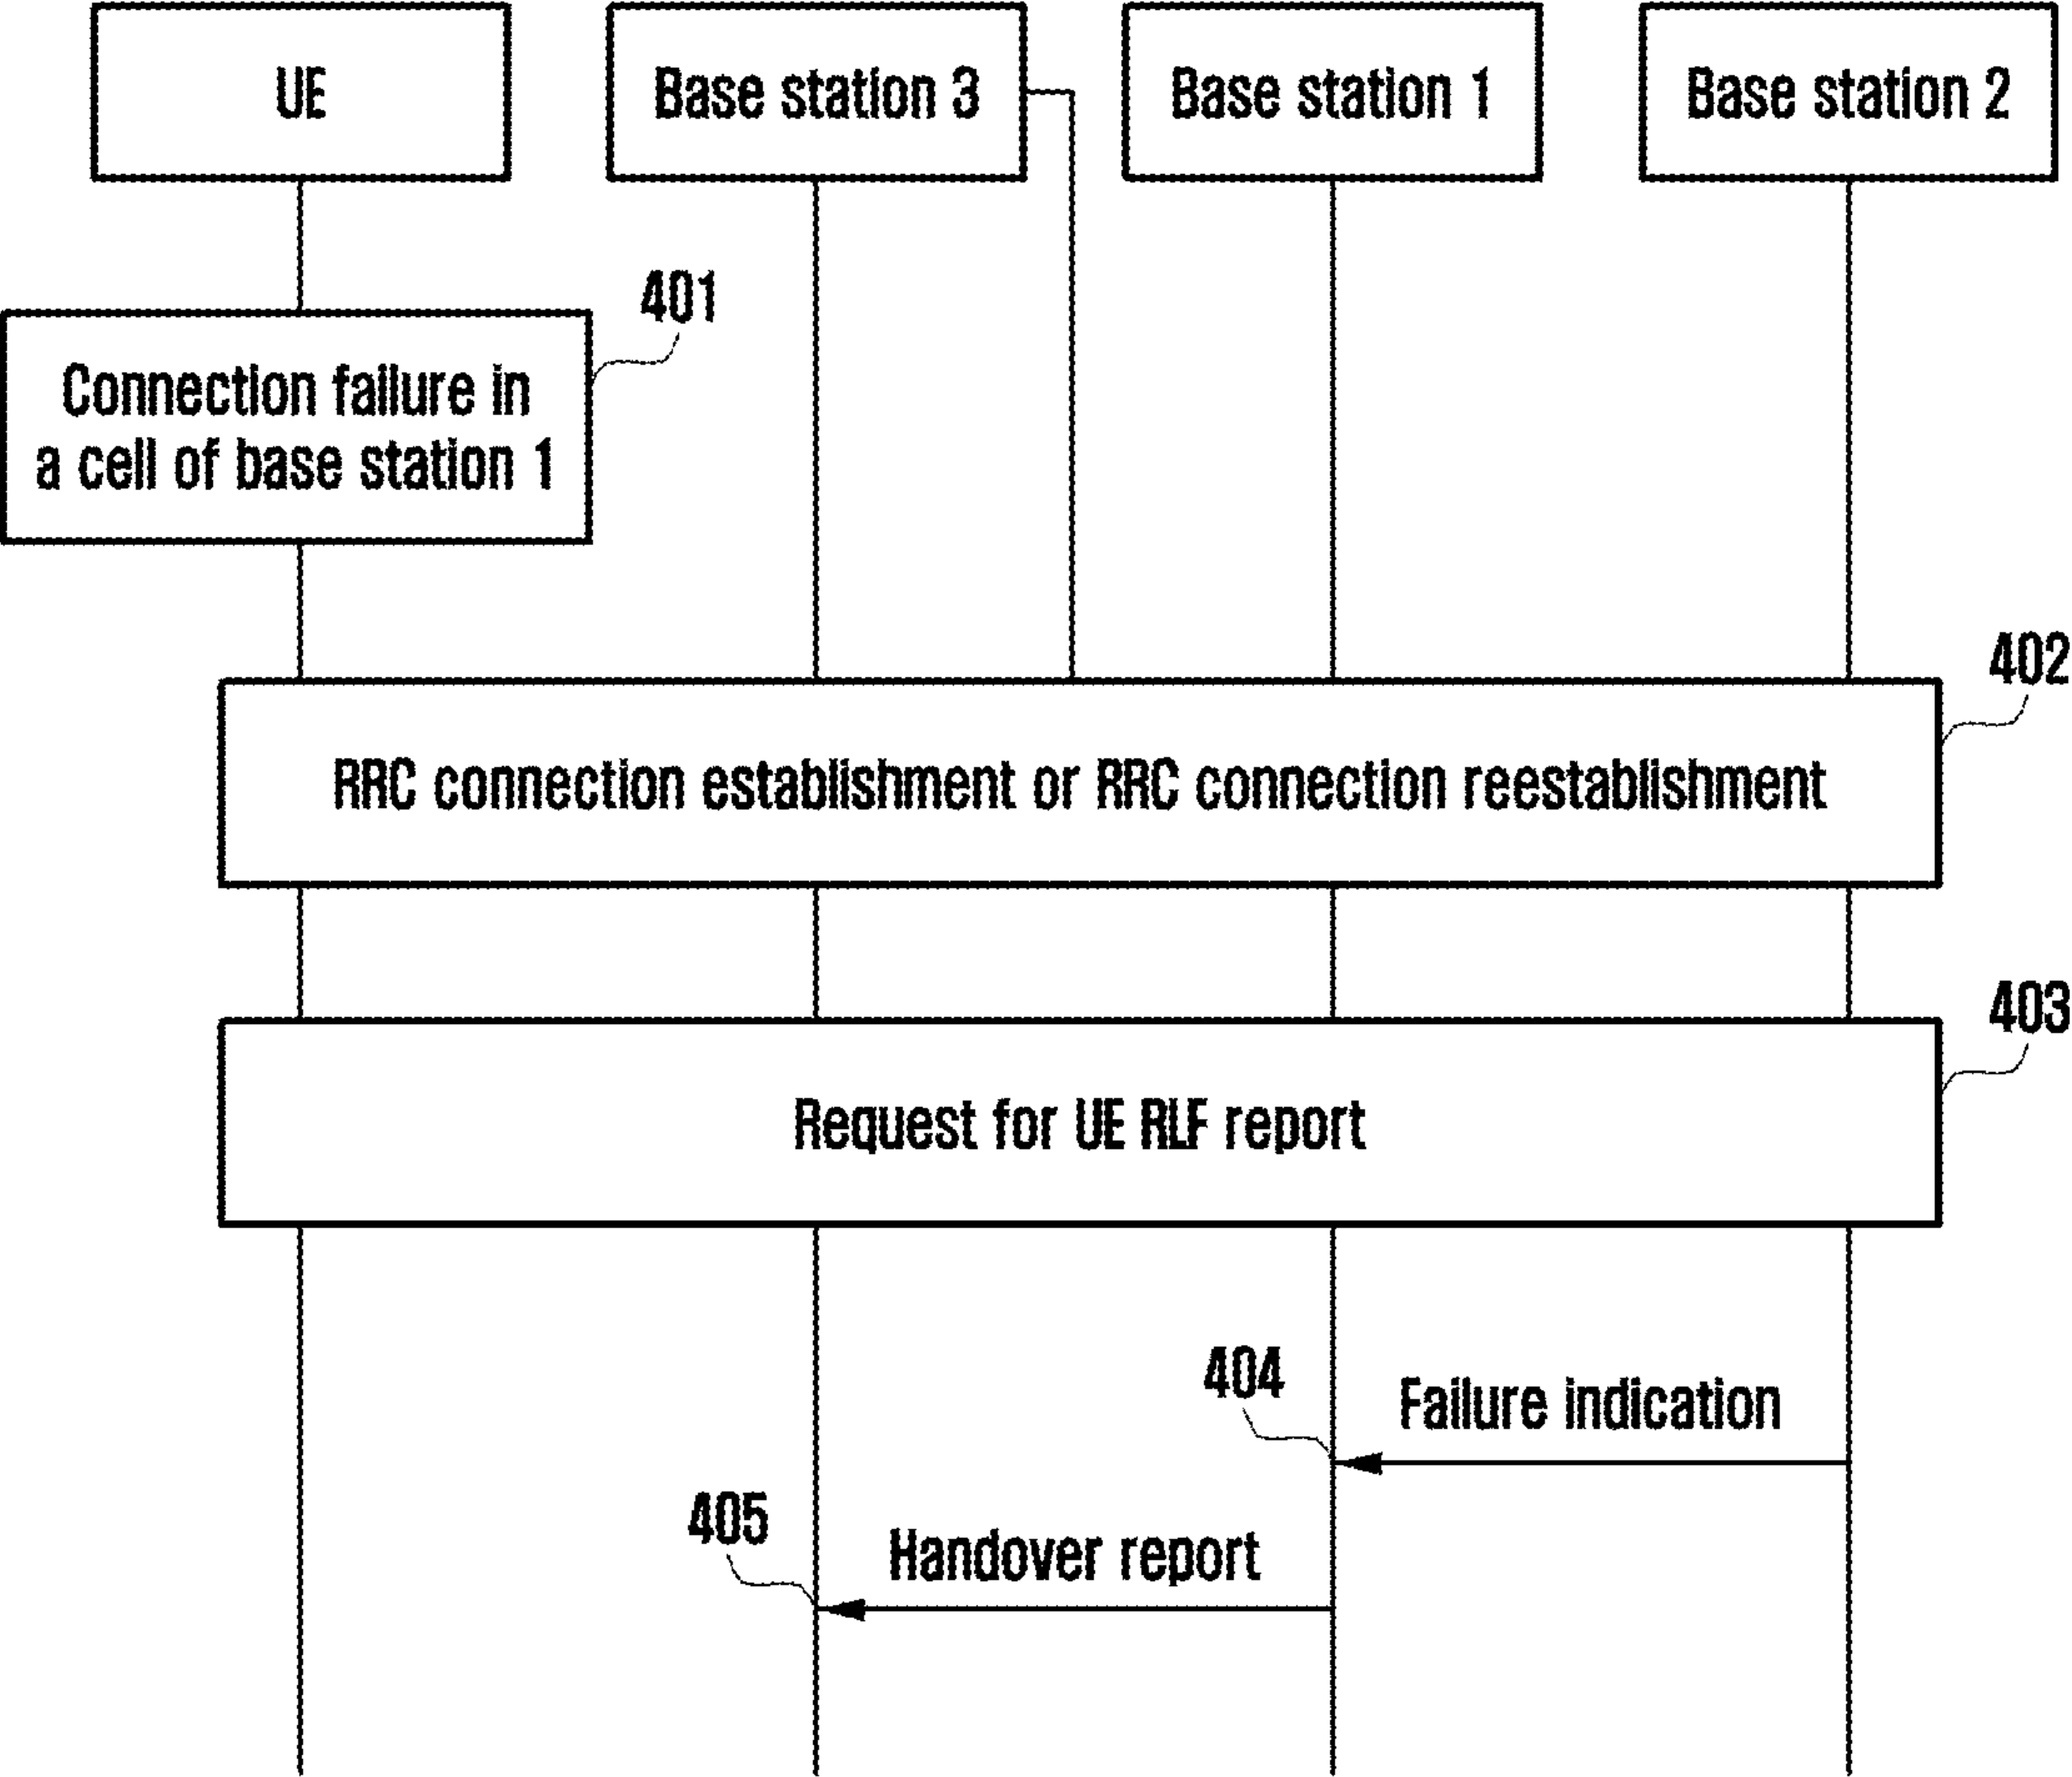 UE
Base station 3
Base station 1
Base station 2
401
Connection failure in
a cell of base station 1
402
RRC connection establishment or RRC connection reestablishment
403
Request for UE RLF report
404
Failure indication
405
Handover report